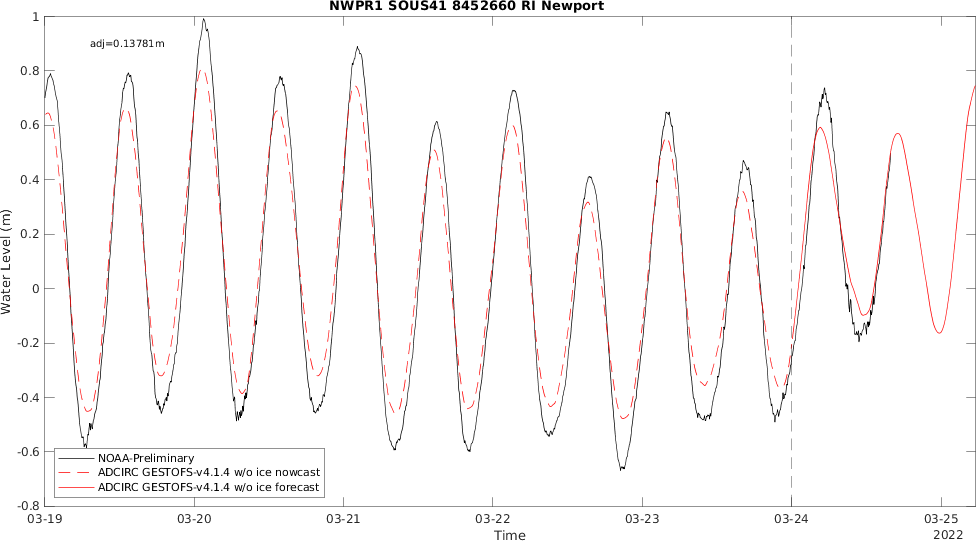 NWPR1 SOUS41 8452660 RI Newport
adj=0.13781m
1
0.8
0.6
0.4
0.2
0
-0.2
-0.4
-0.6
-0.8
Water Level (m)
NOAA-Preliminary
ADCIRC GESTOFS-v4.1.4 w/o ice nowcast
ADCIRC GESTOFS-v4.1.4 w/o ice forecast
03-19 03-20 03-21 03-22 03-23 03-24 03-25
Time 2022